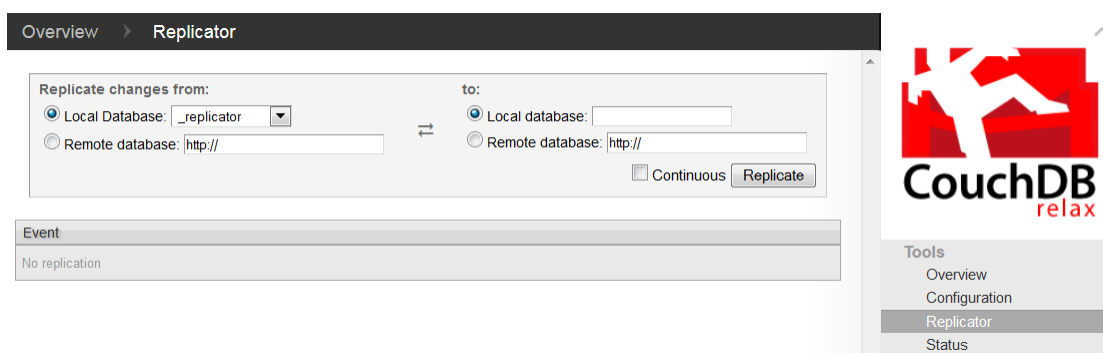 Overview Replicator
Replicate changes from:
Local Database: _replicator
Remote database: http://
to:
Local database:
Remote database: http://
Continuous Replicate
Event
No replication
CouchDB
relax
Tools
Overview
Configuration
Replicator
Status